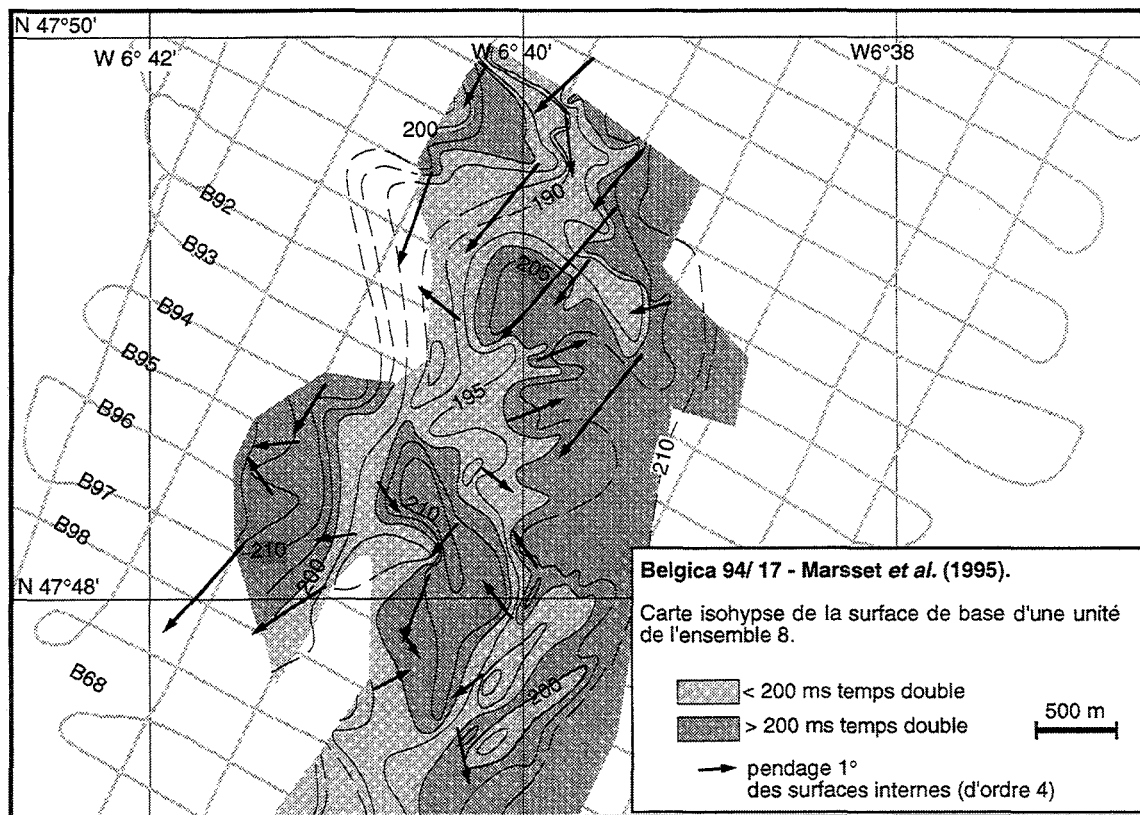 N 47°50'
W 6° 42'
W 6°40'
W6°38
200
190
B92
B93
205
B94
B95
195
B96
210
210
B97
B98
210
200
N 47°48'
B68
200
Belgica 94/ 17 - Marsset et al. (1995).
Carte isohypse de la surface de base d'une unité
de l'ensemble 8.
< 200 ms temps double
> 200 ms temps double
500 m
pendage 1°
des surfaces internes (d'ordre 4)